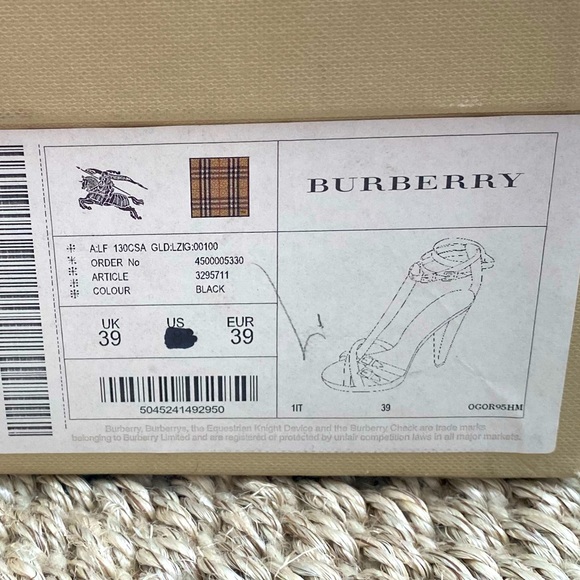 BURBERRY
A:LF 130CSA GLD:LZIG:00100
ORDER No 4500005330
ARTICLE 3295711
COLOUR BLACK
UK US EUR
39 39
5045241492950
1IT 39 OGOR95HM
Burberry, Burberrys, the Equestrian Knight Device and the Burberry Check are trade marks
belonging to Burberry Limited and are registered or protected by unfair competition laws in all major markets.